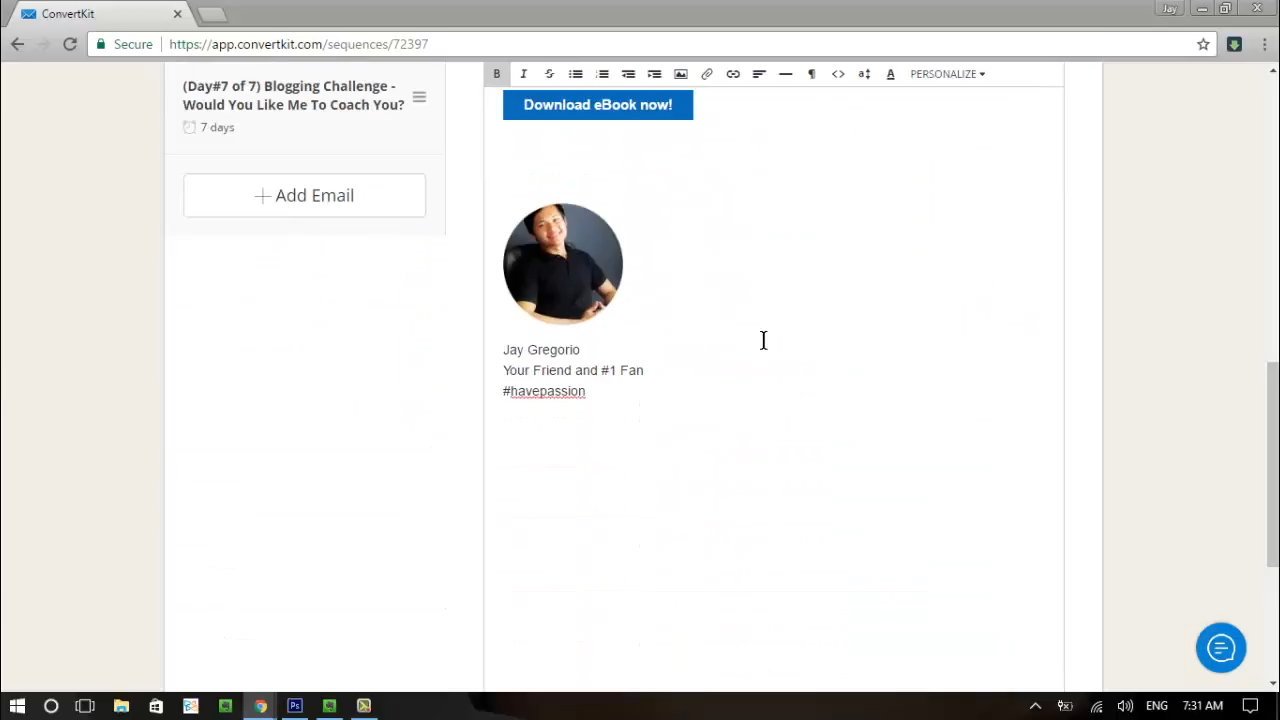 ConvertKit
Jay
Secure
https://app.convertkit.com/sequences/72397
(Day#7 of 7) Blogging Challenge -
Would You Like Me To Coach You?
7 days
Add Email
B I S PERSONALIZE
Download eBook now!
Jay Gregorio
Your Friend and #1 Fan
#havepassion
Ps
ENG
7:31 AM